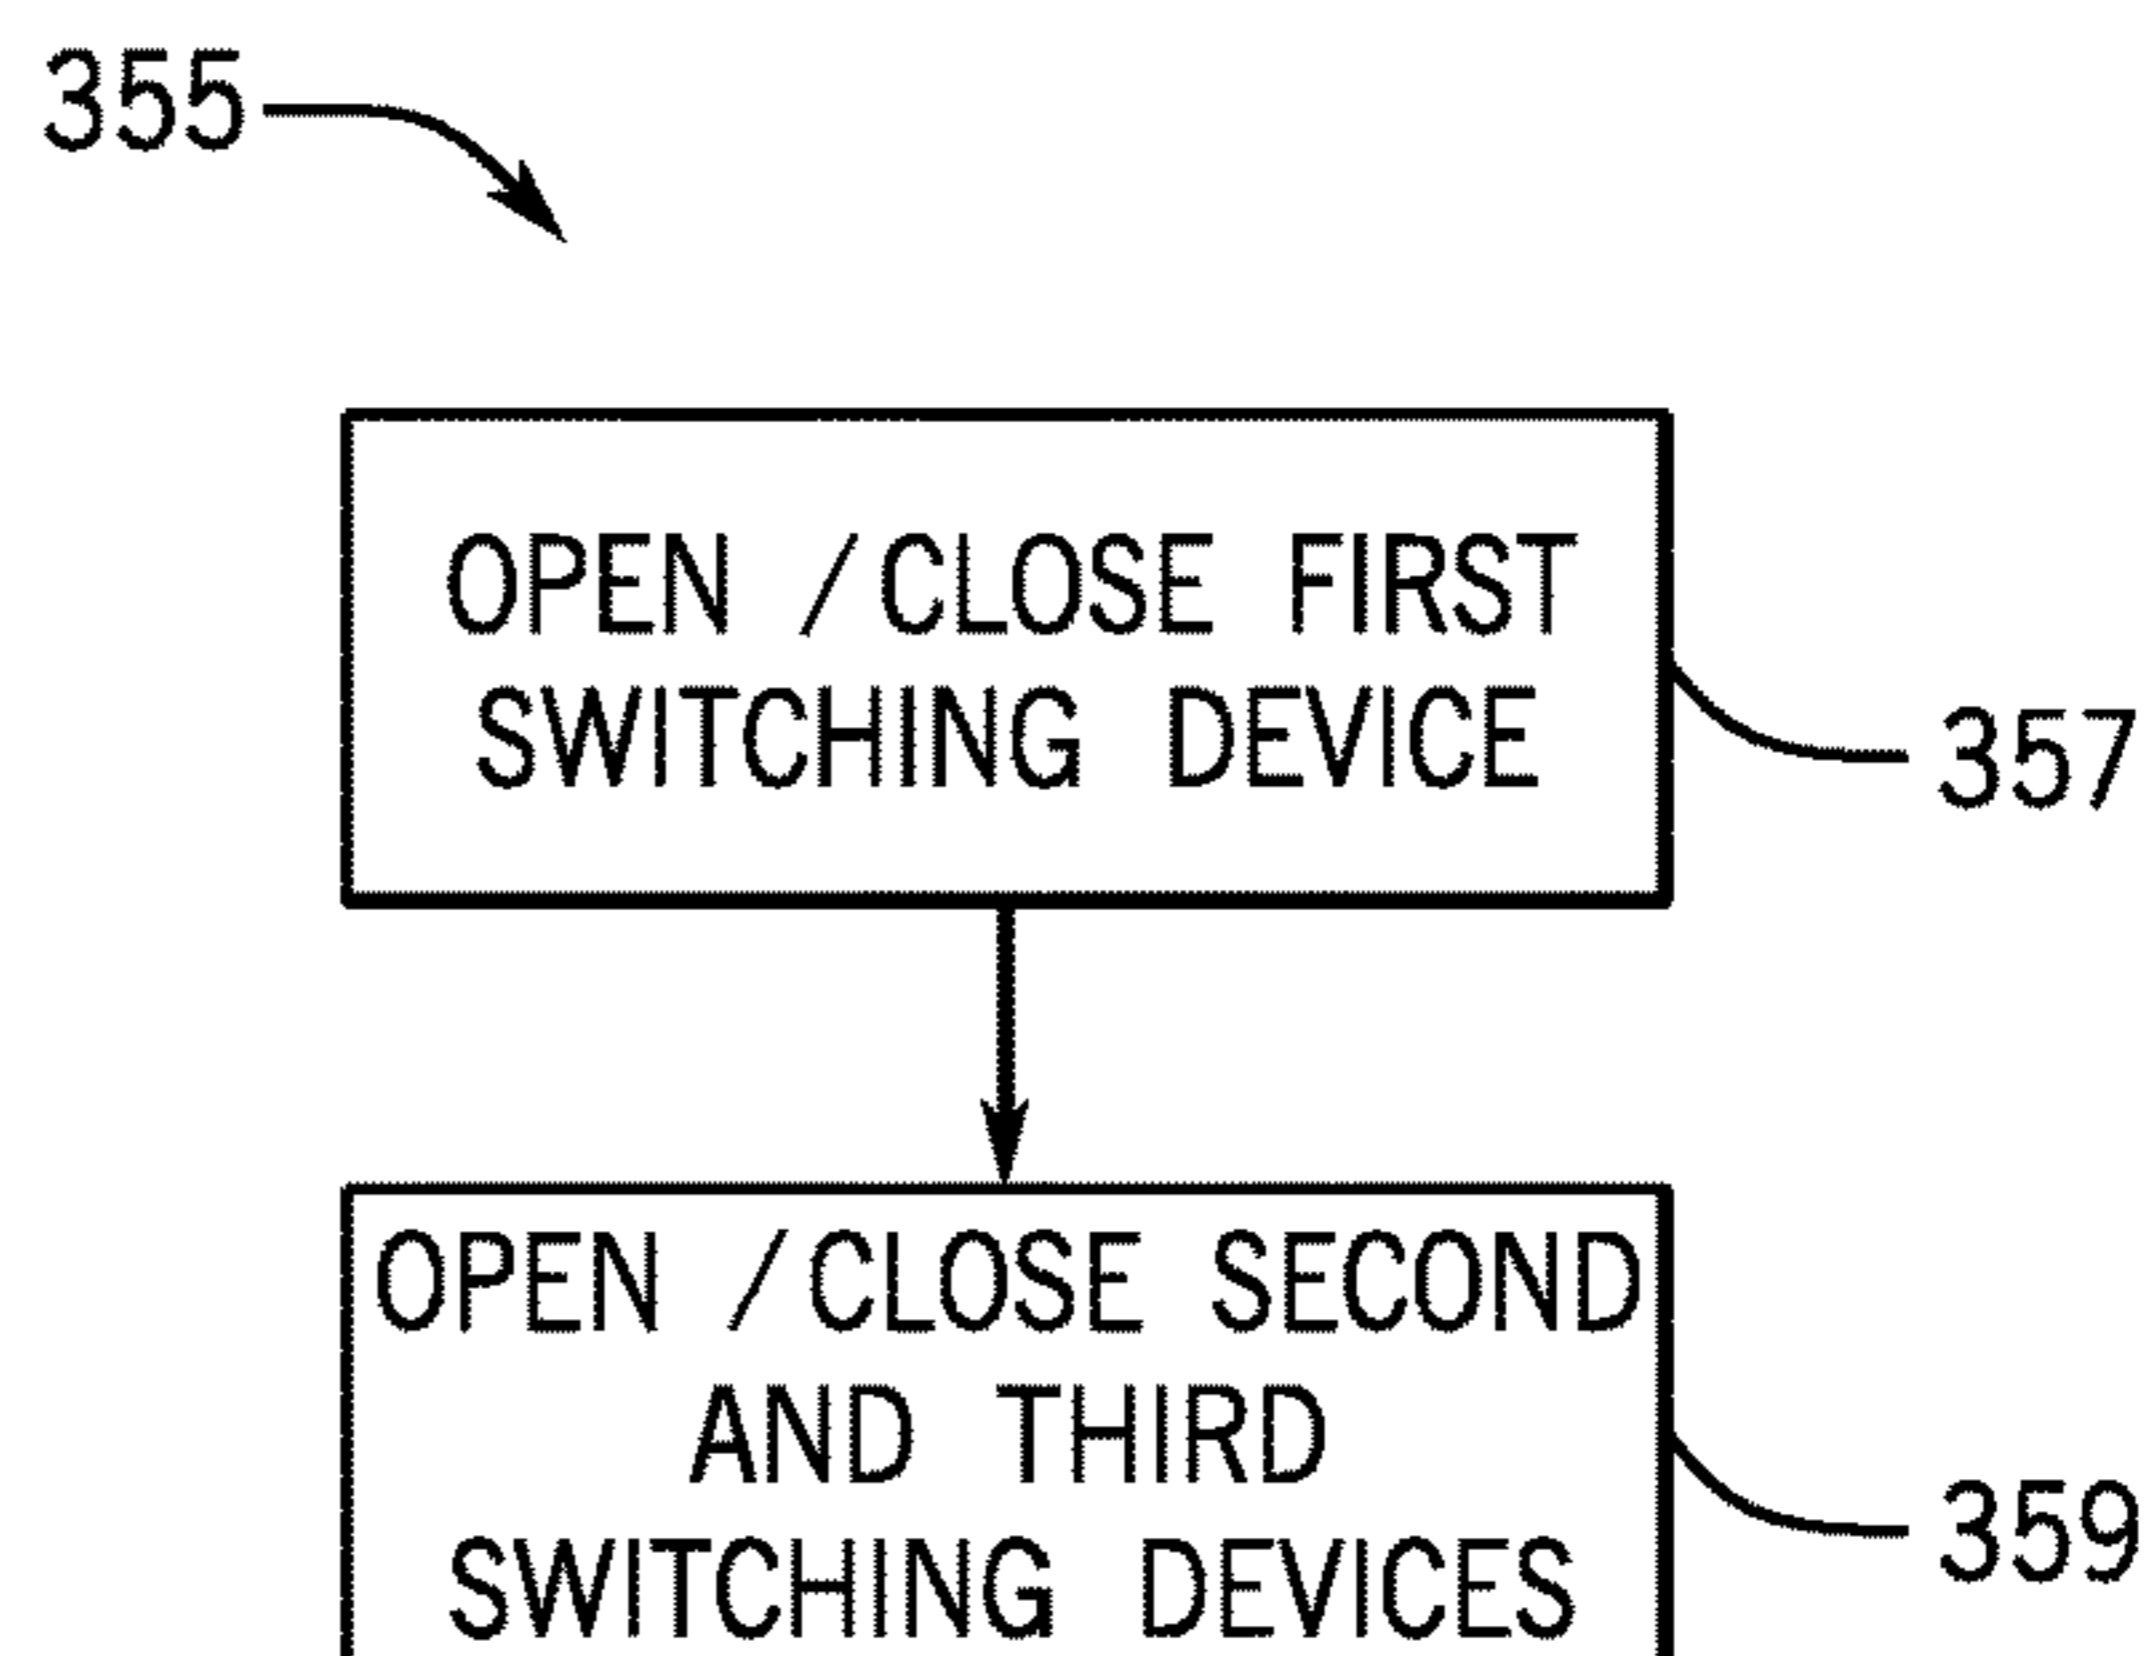 355
OPEN /CLOSE FIRST
SWITCHING DEVICE
357
OPEN /CLOSE SECOND
AND THIRD
SWITCHING DEVICES
359